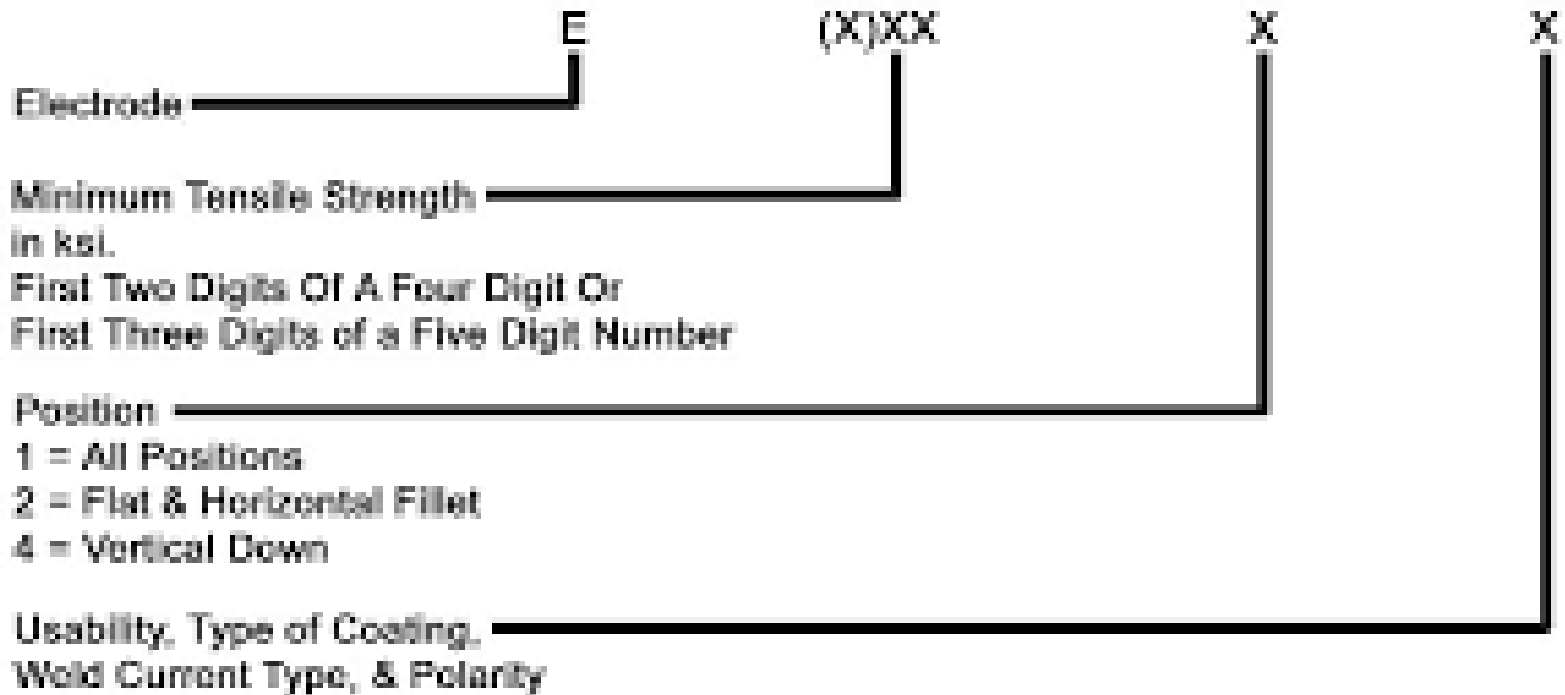 E (X)XX X X
Electrode
Minimum Tensile Strength
in ksi.
First Two Digits Of A Four Digit Or
First Three Digits of a Five Digit Number
Position
1 = All Positions
2 = Flat & Horizontal Fillet
4 = Vertical Down
Usability, Type of Coating,
Weld Current Type, & Polarity